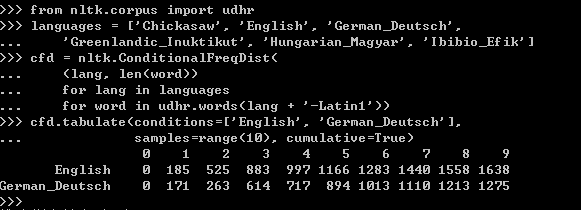 >>> from nltk.corpus import udhr
>>> languages = ['Chickasaw', 'English', 'German_Deutsch',
...     'Greenlandic_Inuktikut', 'Hungarian_Magyar', 'Ibibio_Efik']
>>> cfd = nltk.ConditionalFreqDist(
...     (lang, len(word))
...     for lang in languages
...     for word in udhr.words(lang + '-Latin1'))
>>> cfd.tabulate(conditions=['English', 'German_Deutsch'],
...              samples=range(10), cumulative=True)
0 1 2 3 4 5 6 7 8 9
English 0 185 525 883 997 1166 1283 1440 1558 1638
German_Deutsch 0 171 263 614 717 894 1013 1110 1213 1275
>>>